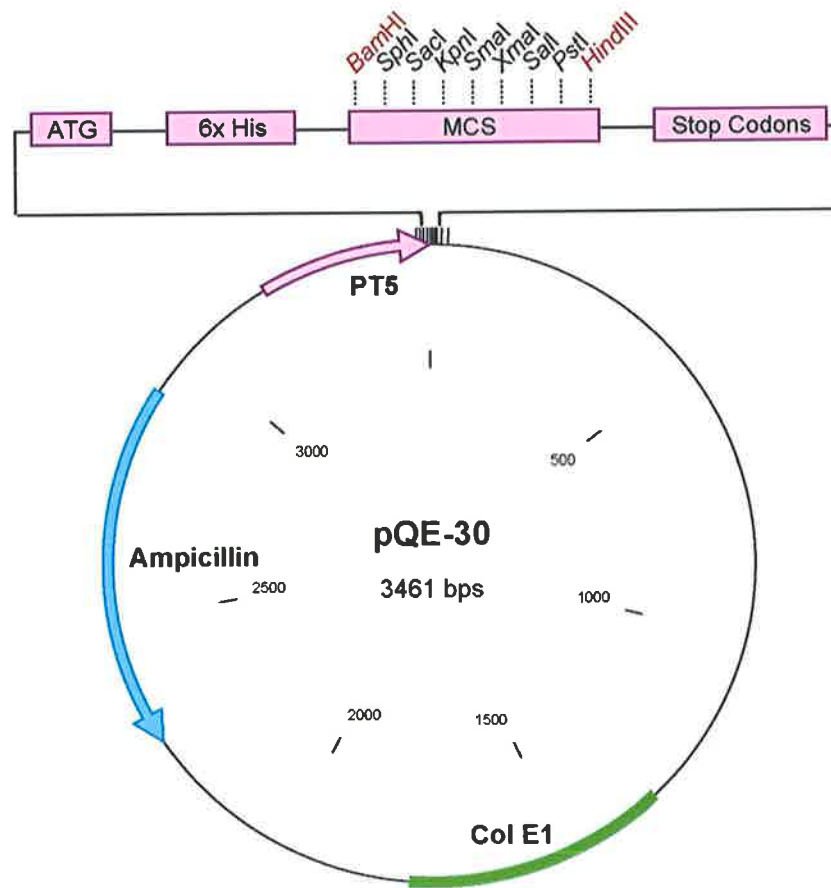 BamHI
SphI
SacI
KpnI
SmaI
XmaI
SalI
PstI
HindIII
ATG
6x His
MCS
Stop Codons
PT5
3000
500
Ampicillin
pQE-30
2500
3461 bps
1000
2000
1500
Col E1